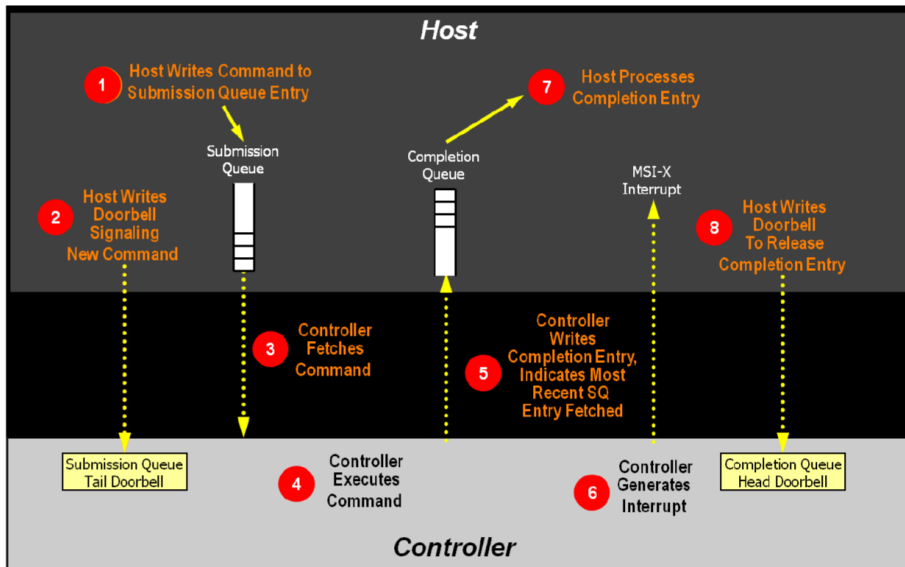 Host
1
Host Writes Command to
Submission Queue Entry
7
Host Processes
Completion Entry
Submission
Queue
Completion
Queue
MSI-X
Interrupt
2
Host Writes
Doorbell
Signaling
New Command
8
Host Writes
Doorbell
To Release
Completion Entry
3
Controller
Fetches
Command
5
Controller
Writes
Completion Entry,
Indicates Most
Recent SQ
Entry Fetched
Submission Queue
Tail Doorbell
4
Controller
Executes
Command
6
Controller
Generates
Interrupt
Completion Queue
Head Doorbell
Controller